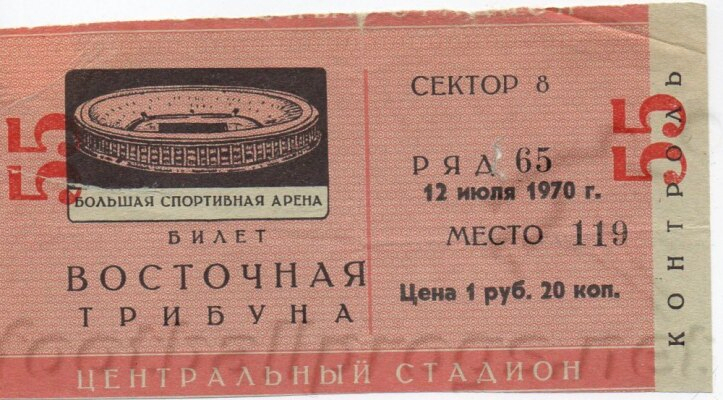 55
БОЛЬШАЯ СПОРТИВНАЯ АРЕНА
БИЛЕТ
ВОСТОЧНАЯ
ТРИБУНА
СЕКТОР 8
РЯД 65
12 июля 1970 г.
МЕСТО 119
Цена 1 руб. 20 коп.
55
КОНТРОЛЬ
ЦЕНТРАЛЬНЫЙ СТАДИОН